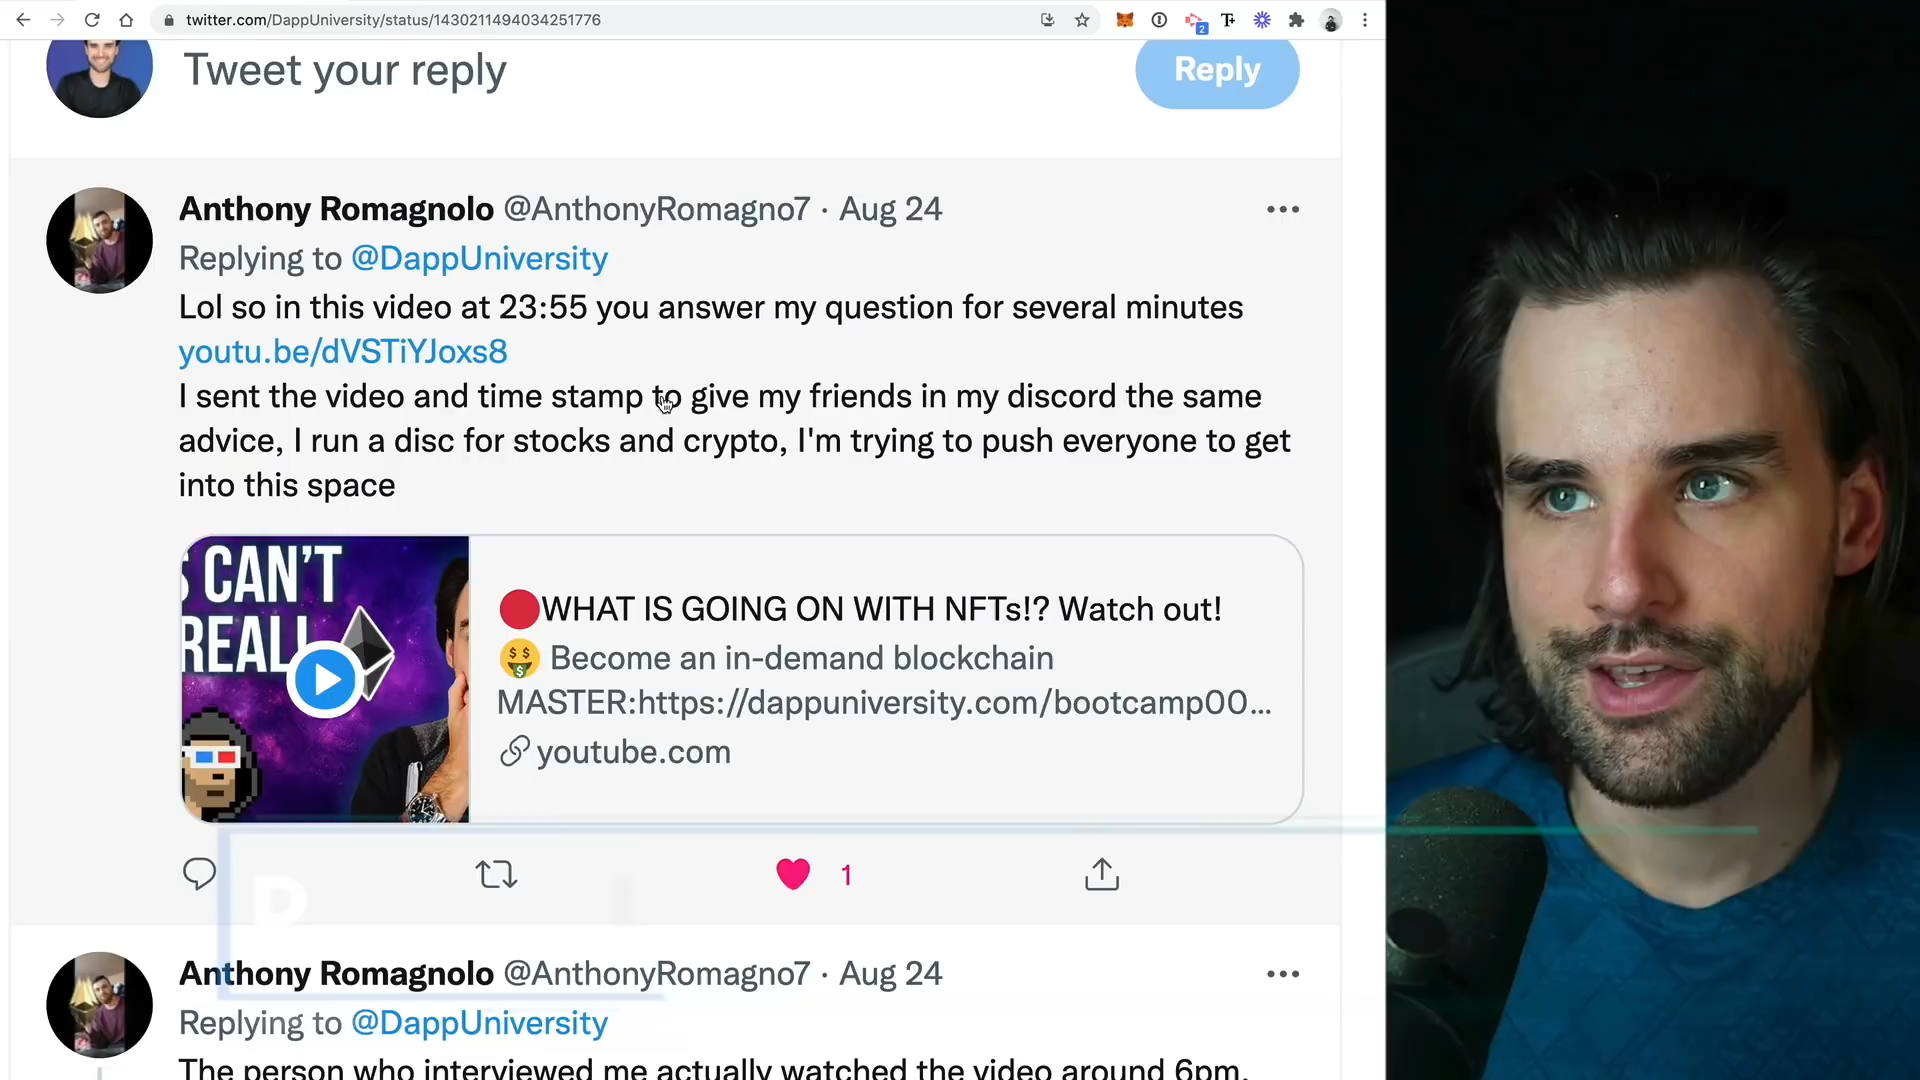 twitter.com/DappUniversity/status/1430211494034251776
2
Tweet your reply
Reply
Anthony Romagnolo @AnthonyRomagno7 · Aug 24
Replying to @DappUniversity
Lol so in this video at 23:55 you answer my question for several minutes
youtu.be/dVSTiYJoxs8
I sent the video and time stamp to give my friends in my discord the same
advice, I run a disc for stocks and crypto, I'm trying to push everyone to get
into this space
S CAN'T
REAL
🔴WHAT IS GOING ON WITH NFTs!? Watch out!
🤑 Become an in-demand blockchain
MASTER:https://dappuniversity.com/bootcamp00...
youtube.com
1
Anthony Romagnolo @AnthonyRomagno7 · Aug 24
Replying to @DappUniversity
The person who interviewed me actually watched the video around 6pm,